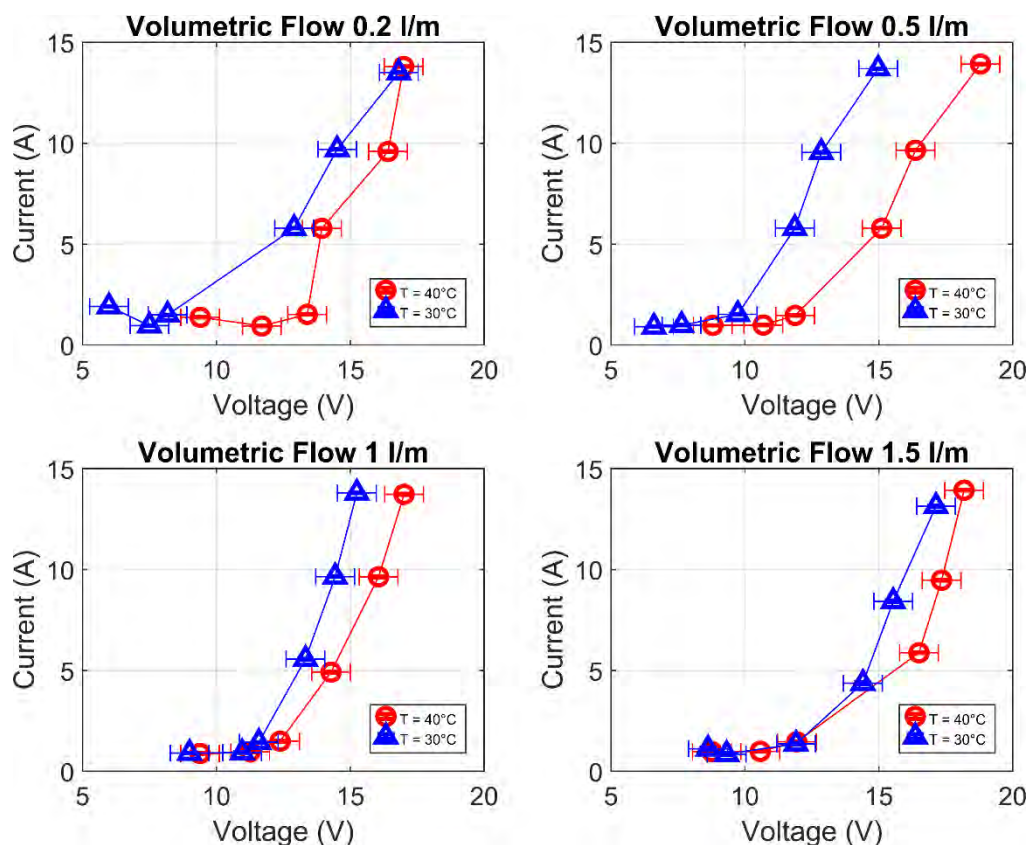 Volumetric Flow 0.2 l/m
15
10
5
0
Current (A)
5
10
15
20
Voltage (V)
T = 40°C
T = 30°C
Volumetric Flow 0.5 l/m
15
10
5
0
Current (A)
5
10
15
20
Voltage (V)
T = 40°C
T = 30°C
Volumetric Flow 1 l/m
15
10
5
0
Current (A)
5
10
15
20
Voltage (V)
T = 40°C
T = 30°C
Volumetric Flow 1.5 l/m
15
10
5
0
Current (A)
5
10
15
20
Voltage (V)
T = 40°C
T = 30°C